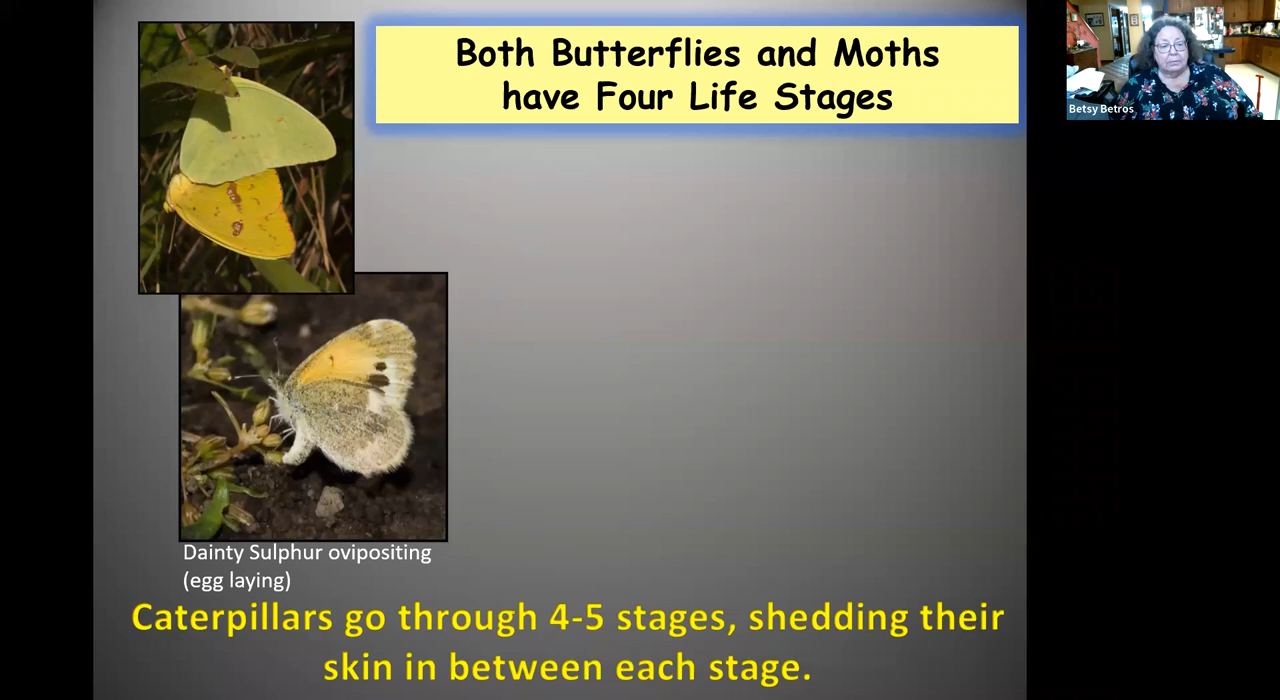 Both Butterflies and Moths
have Four Life Stages
Betsy Betros
Dainty Sulphur ovipositing
(egg laying)
Caterpillars go through 4-5 stages, shedding their
skin in between each stage.